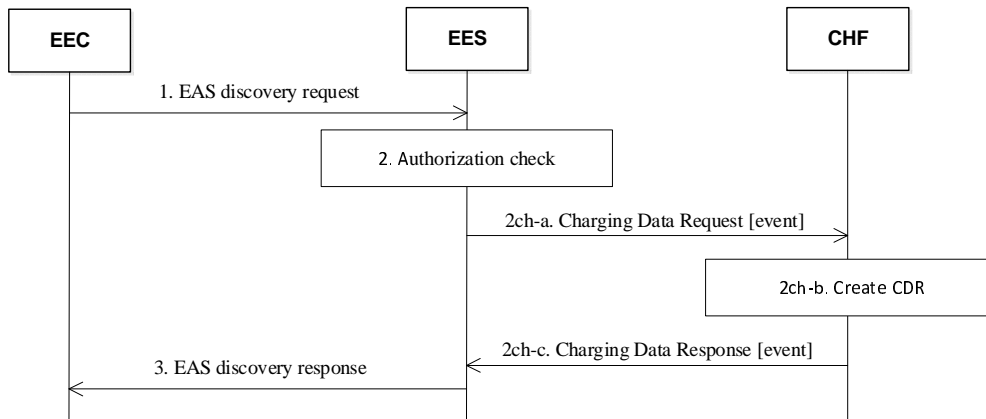 EEC
EES
CHF
1. EAS discovery request
2. Authorization check
2ch-a. Charging Data Request [event]
2ch-b. Create CDR
2ch-c. Charging Data Response [event]
3. EAS discovery response